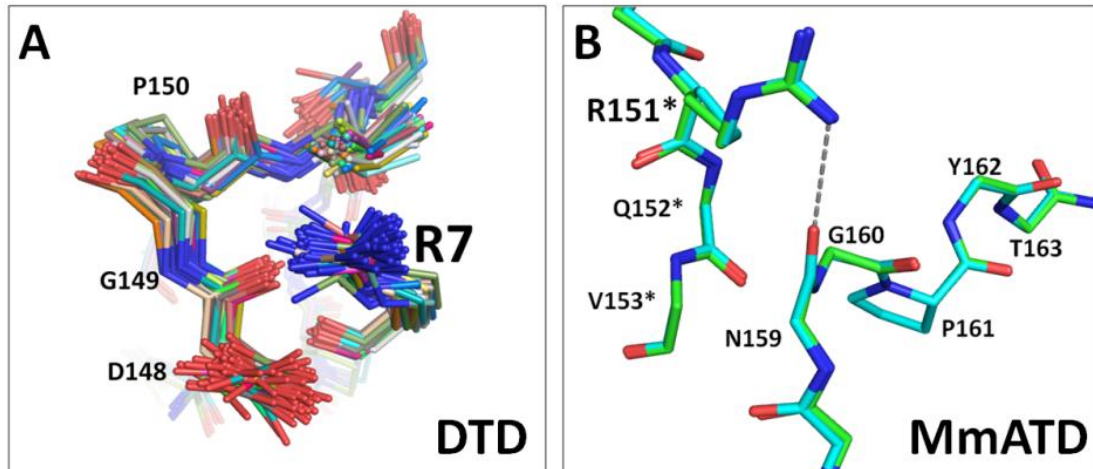 A
P150
R7
G149
D148
DTD
B
R151*
Q152*
V153*
Y162
G160
T163
P161
N159
MmATD